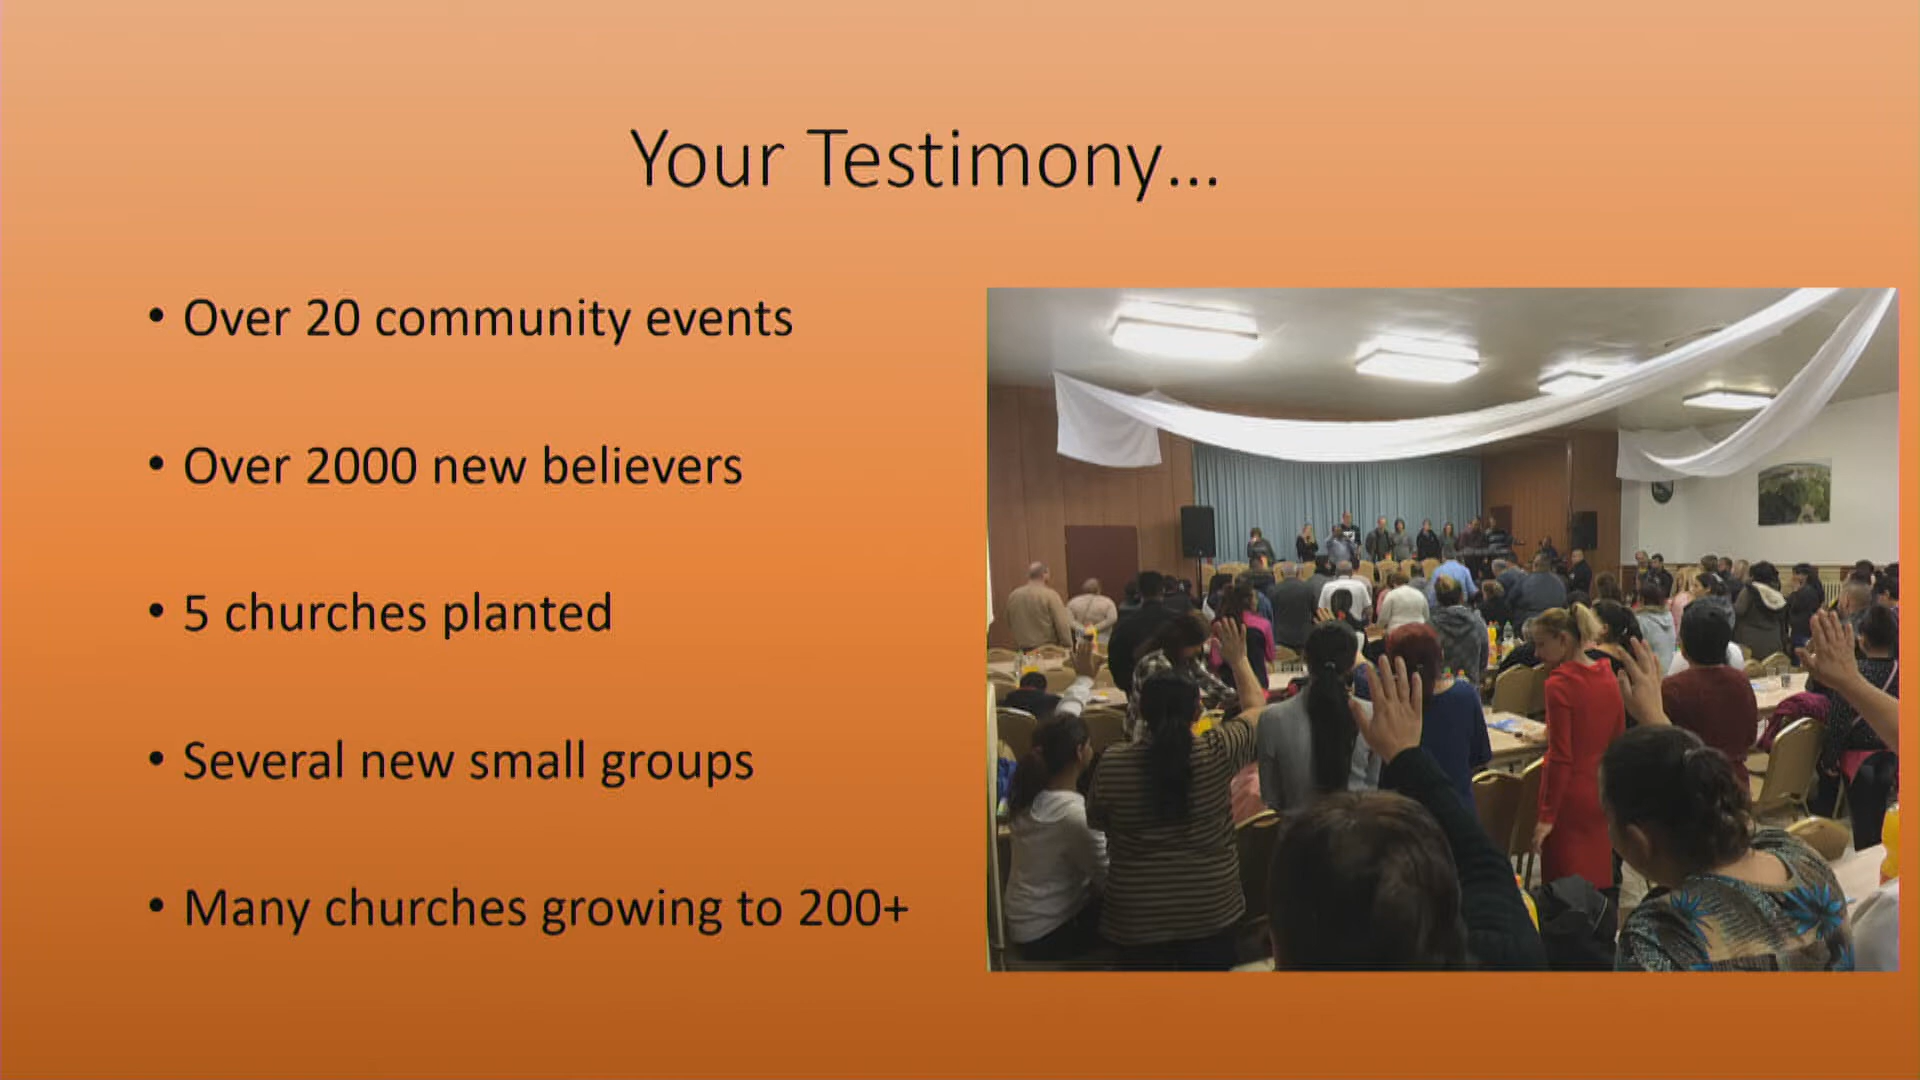 Your Testimony...
• Over 20 community events
• Over 2000 new believers
• 5 churches planted
• Several new small groups
• Many churches growing to 200+